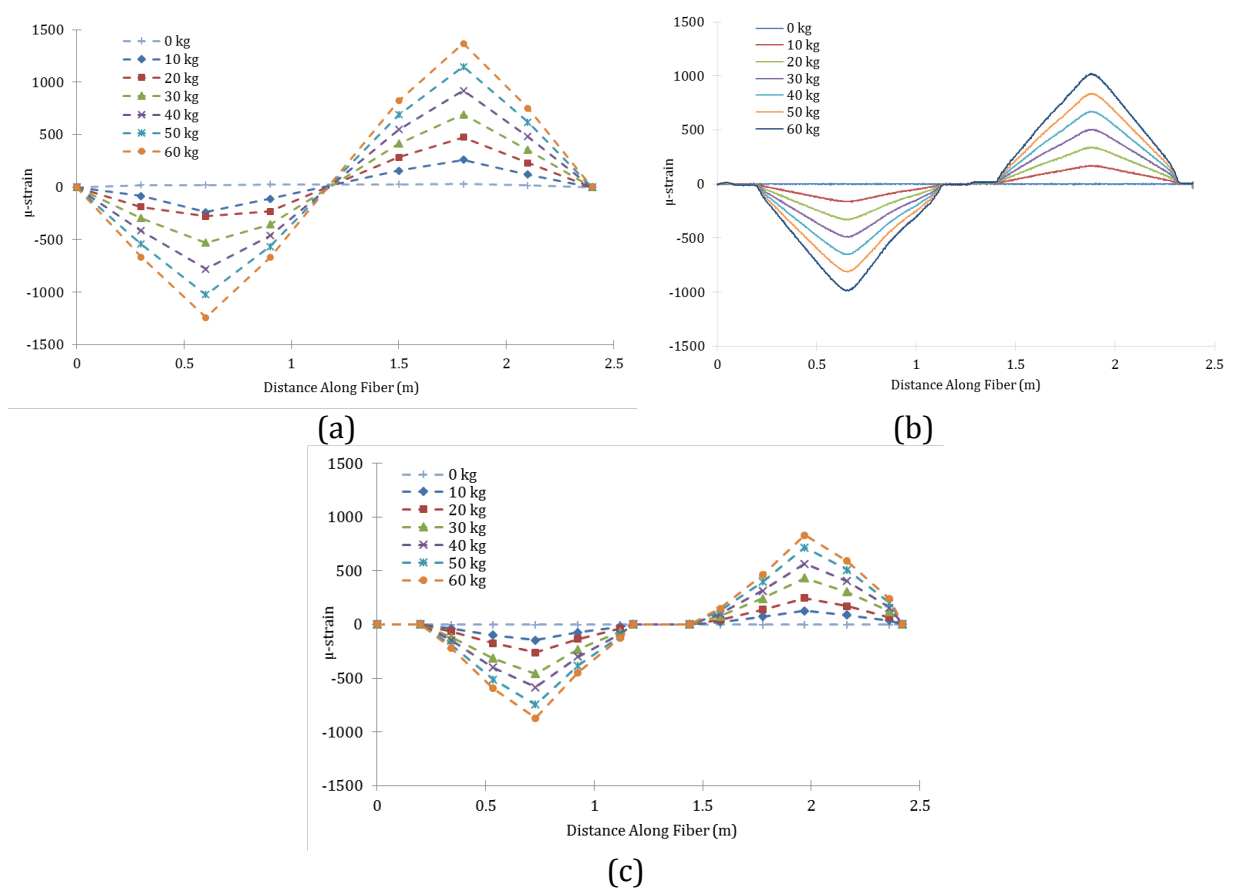 1500
1000
500
0
-500
-1000
-1500
μ-strain
0 kg
10 kg
20 kg
30 kg
40 kg
50 kg
60 kg
0
0.5
1
1.5
2
2.5
Distance Along Fiber (m)
(a)
1500
1000
500
0
-500
-1000
-1500
μ-strain
0 kg
10 kg
20 kg
30 kg
40 kg
50 kg
60 kg
0
0.5
1
1.5
2
2.5
Distance Along Fiber (m)
(b)
1500
1000
500
0
-500
-1000
-1500
μ-strain
0 kg
10 kg
20 kg
30 kg
40 kg
50 kg
60 kg
0
0.5
1
1.5
2
2.5
Distance Along Fiber (m)
(c)